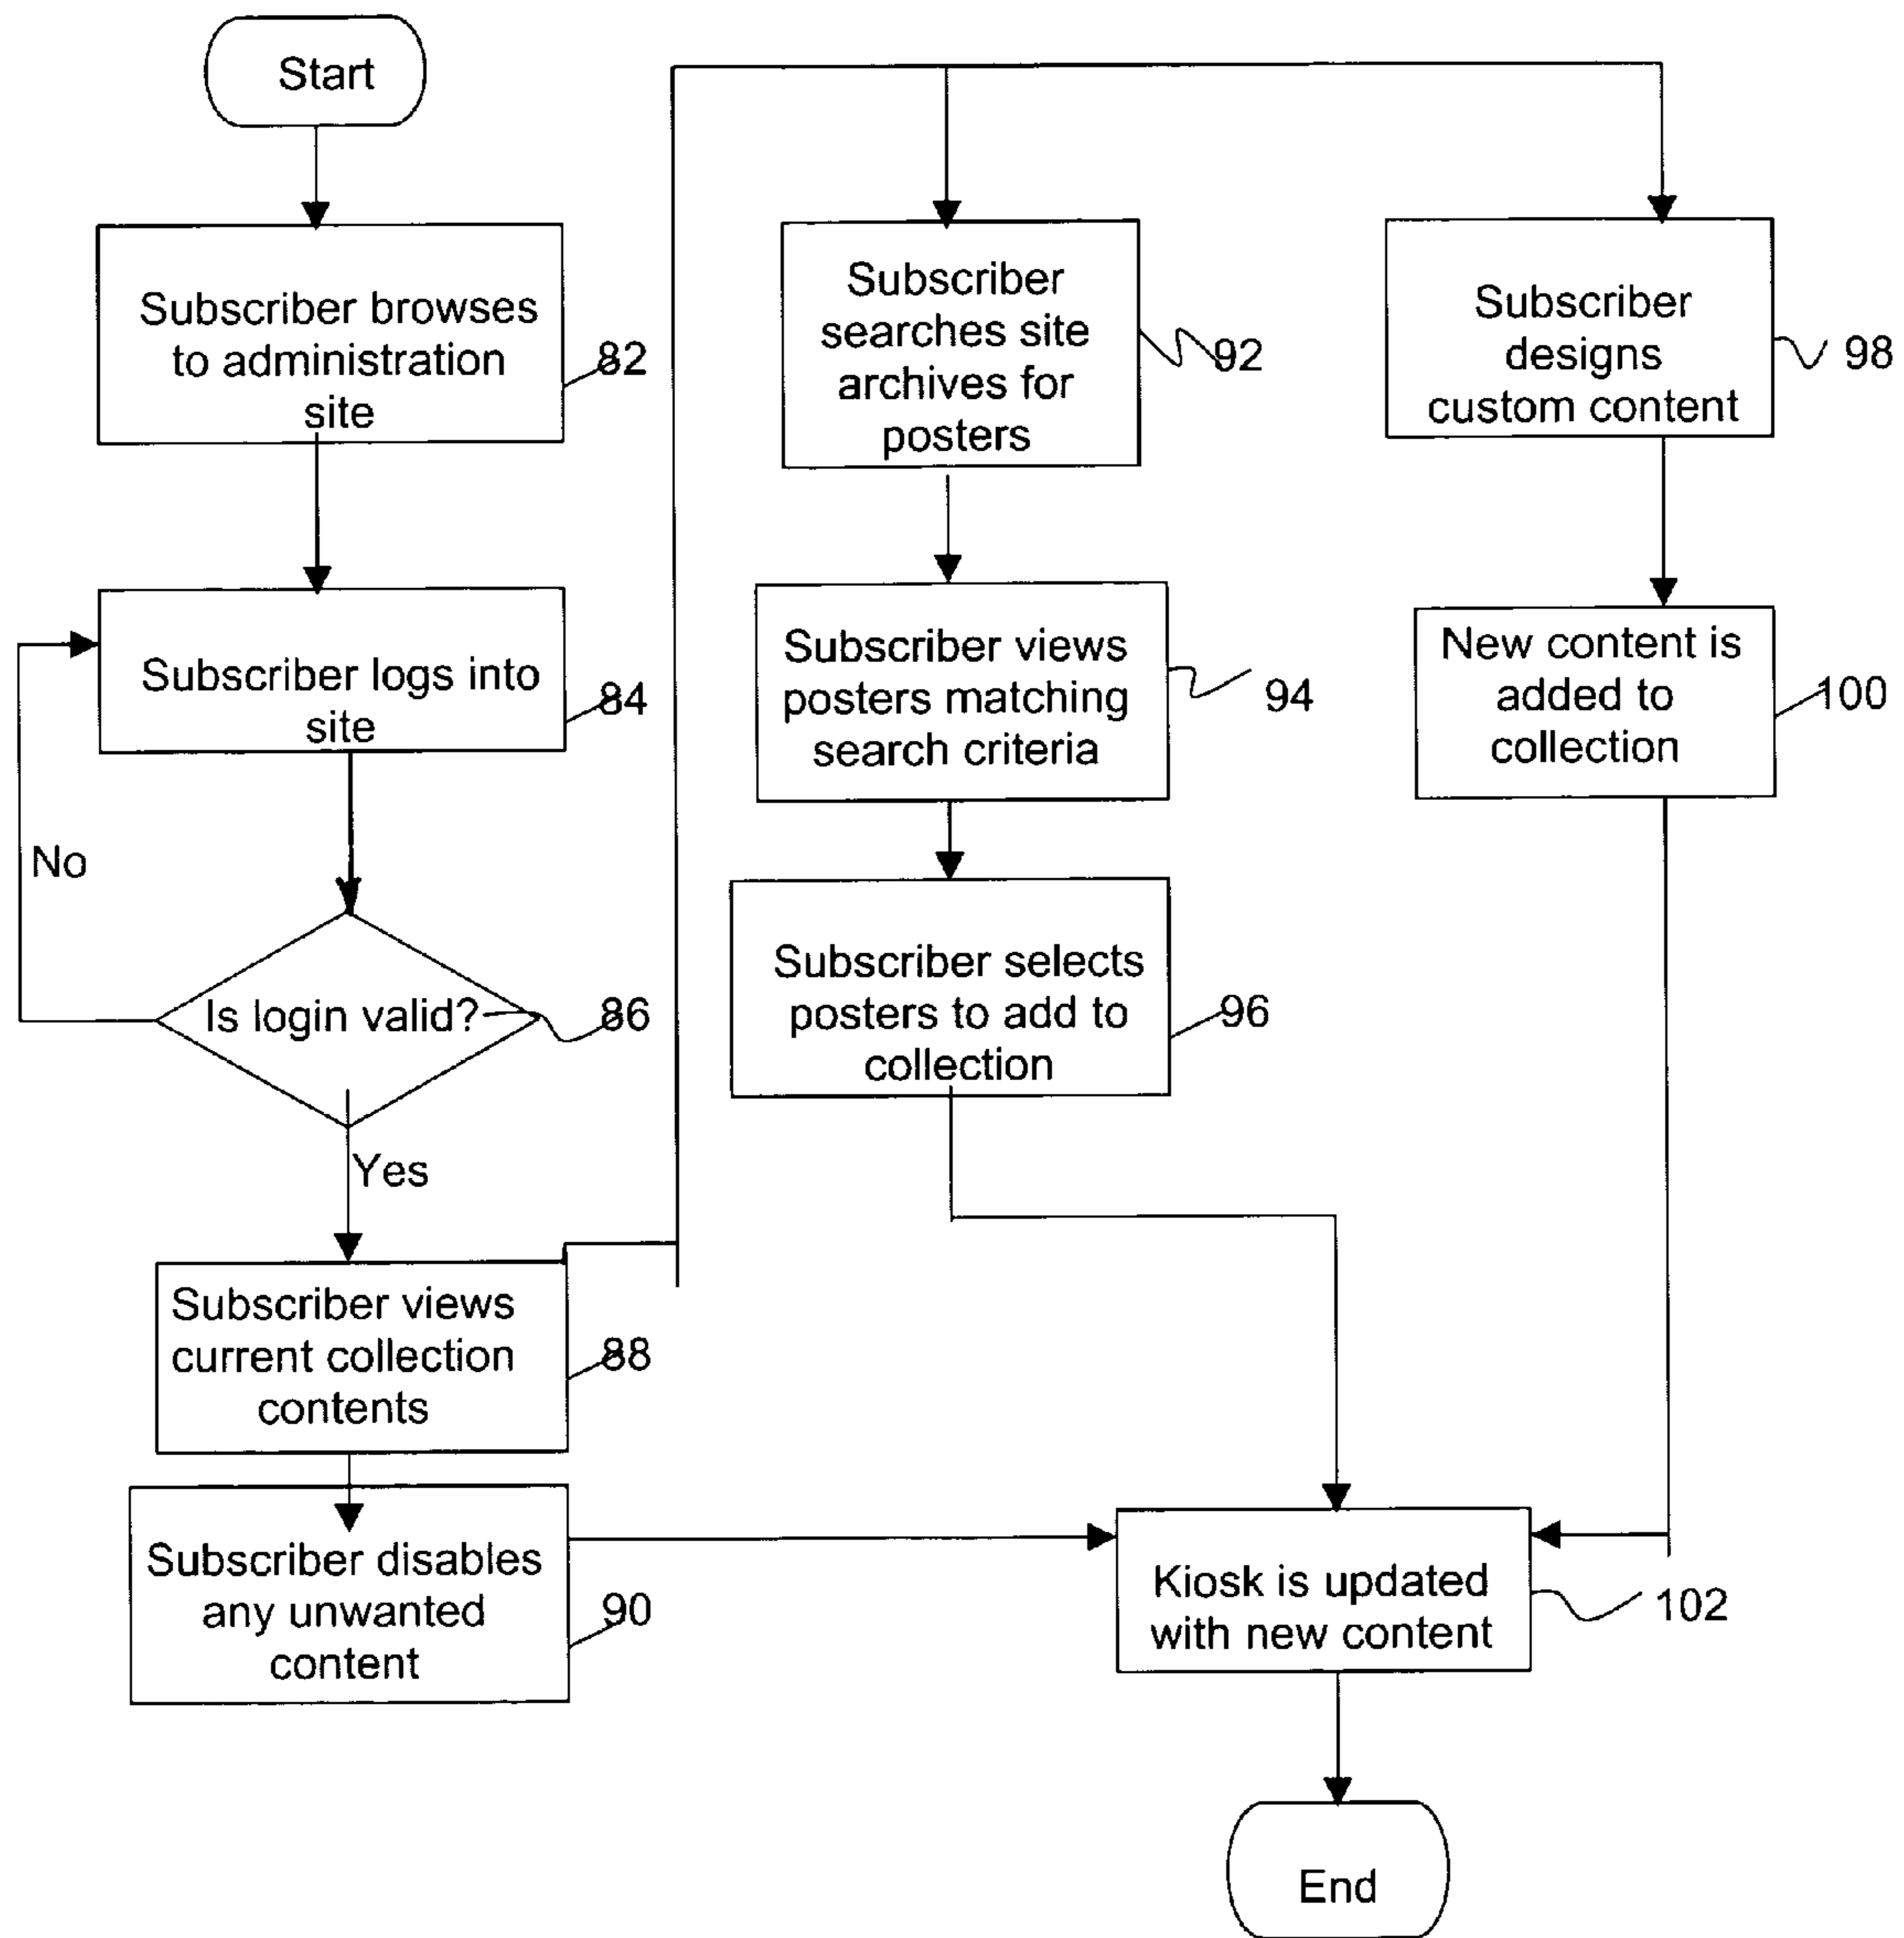 Start
Subscriber browses
to administration
site
82
Subscriber logs into
site
84
No
Is login valid?
86
Yes
Subscriber views
current collection
contents
88
Subscriber disables
any unwanted
content
90
Subscriber
searches site
archives for
posters
92
Subscriber views
posters matching
search criteria
94
Subscriber selects
posters to add to
collection
96
Subscriber
designs
custom content
98
New content is
added to
collection
100
Kiosk is updated
with new content
102
End